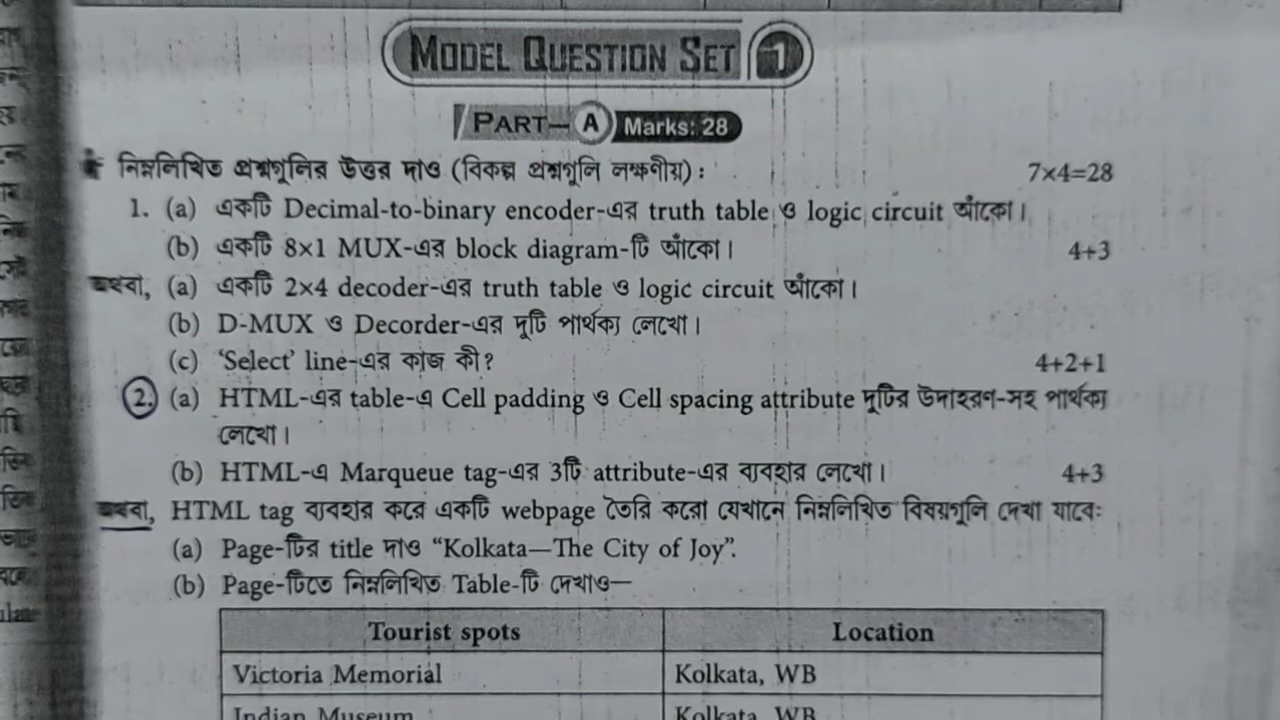 MODEL QUESTION SET 1
PART—A Marks: 28
নিম্নলিখিত প্রশ্নগুলির উত্তর দাও (বিকল্প প্রশ্নগুলি লক্ষণীয়) : 7×4=28
1. (a) একটি Decimal-to-binary encoder-এর truth table ও logic circuit আঁকো।
(b) একটি 8×1 MUX-এর block diagram-টি আঁকো। 4+3
অথবা, (a) একটি 2×4 decoder-এর truth table ও logic circuit আঁকো।
(b) D-MUX ও Decorder-এর দুটি পার্থক্য লেখো।
(c) ‘Select’ line-এর কাজ কী? 4+2+1
2. (a) HTML-এর table-এ Cell padding ও Cell spacing attribute দুটির উদাহরণ-সহ পার্থক্য
লেখো।
(b) HTML-এ Marqueue tag-এর 3টি attribute-এর ব্যবহার লেখো। 4+3
অথবা, HTML tag ব্যবহার করে একটি webpage তৈরি করো যেখানে নিম্নলিখিত বিষয়গুলি দেখা যাবেঃ
(a) Page-টির title দাও “Kolkata—The City of Joy”.
(b) Page-টিতে নিম্নলিখিত Table-টি দেখাও—
Tourist spots Location
Victoria Memorial Kolkata, WB
Indian Museum Kolkata, WB